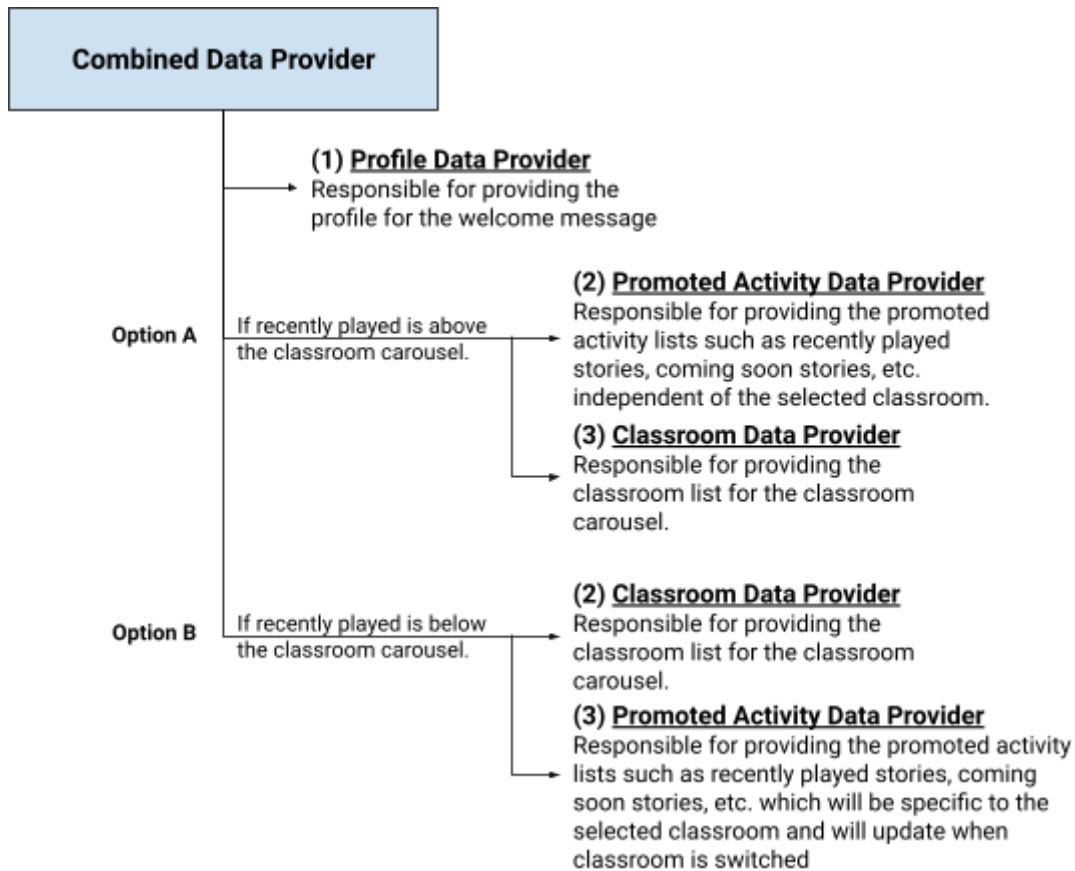 Combined Data Provider
(1) Profile Data Provider
Responsible for providing the
profile for the welcome message
Option A
If recently played is above
the classroom carousel.
(2) Promoted Activity Data Provider
Responsible for providing the promoted
activity lists such as recently played
stories, coming soon stories, etc.
independent of the selected classroom.
(3) Classroom Data Provider
Responsible for providing the
classroom list for the classroom
carousel.
Option B
If recently played is below
the classroom carousel.
(2) Classroom Data Provider
Responsible for providing the
classroom list for the classroom
carousel.
(3) Promoted Activity Data Provider
Responsible for providing the promoted activity
lists such as recently played stories, coming
soon stories, etc. which will be specific to the
selected classroom and will update when
classroom is switched